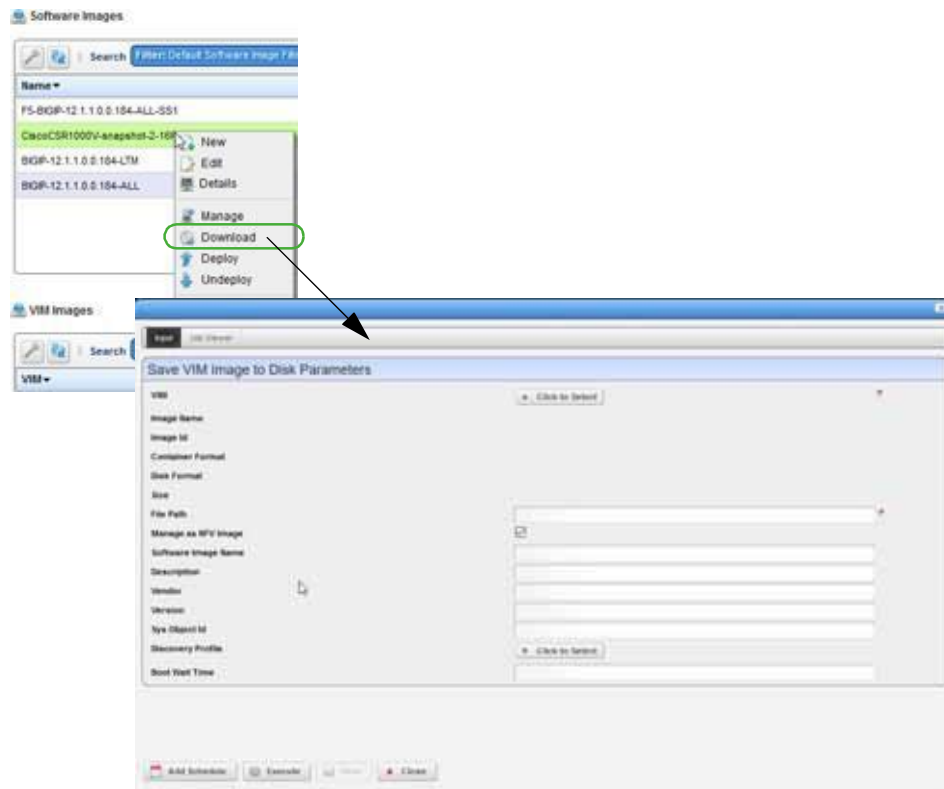 Software Images
Search Filter: Default Software Image Filt
Name
F5-BIGIP-12.1.1.0.0.184-ALL-SS1
CiscoCSR1000V-snapshot-2-16
BIGIP-12.1.1.0.0.184-LTM
BIGIP-12.1.1.0.0.184-ALL
New
Edit
Details
Manage
Download
Deploy
Undeploy
VIM Images
Search
VIM
Input Job Viewer
Save VIM Image to Disk Parameters
VIM Click to Select *
Image Name
Image Id
Container Format
Disk Format
Size
File Path *
Manage as NFV Image
Software Image Name
Description
Vendor
Version
Sys Object Id
Discovery Profile Click to Select
Boot Wait Time
Add Schedule Execute Save Close